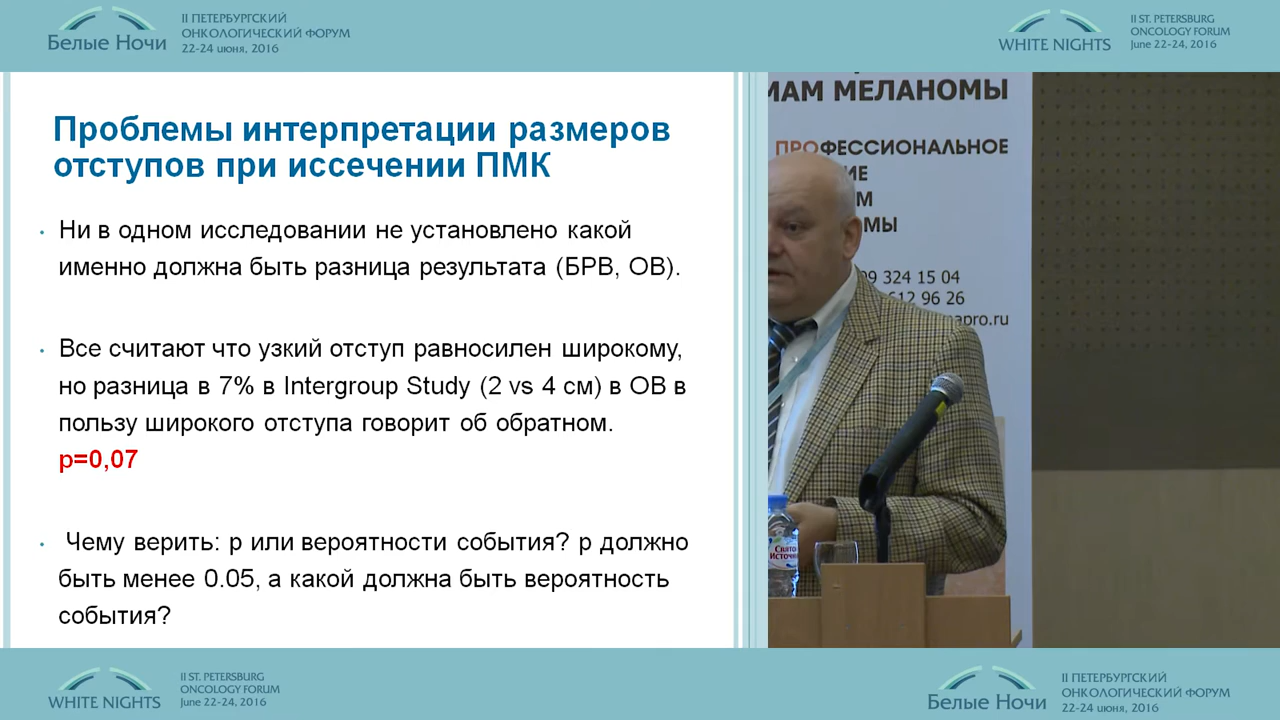 II ПЕТЕРБУРГСКИЙ
ОНКОЛОГИЧЕСКИЙ ФОРУМ
Белые Ночи
22-24 июня, 2016
II ST. PETERSBURG
ONCOLOGY FORUM
WHITE NIGHTS
June 22-24, 2016
Проблемы интерпретации размеров
отступов при иссечении ПМК
• Ни в одном исследовании не установлено какой
именно должна быть разница результата (БРВ, ОВ).
• Все считают что узкий отступ равносилен широкому,
но разница в 7% в Intergroup Study (2 vs 4 см) в ОВ в
пользу широкого отступа говорит об обратном.
p=0,07
• Чему верить: р или вероятности события? р должно
быть менее 0.05, а какой должна быть вероятность
события?
МЕЛАНОМЫ
ПРОФЕССИОНАЛЬНОЕ
324 15 04
612 96 26
apro.ru
Свято
Источник
II ST. PETERSBURG
ONCOLOGY FORUM
WHITE NIGHTS
June 22-24, 2016
II ПЕТЕРБУРГСКИЙ
ОНКОЛОГИЧЕСКИЙ ФОРУМ
Белые Ночи
22-24 июня, 2016